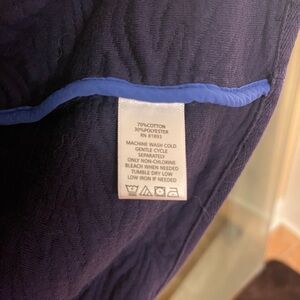 70%COTTON
30%POLYESTER
RN 81893
MACHINE WASH COLD
GENTLE CYCLE
SEPARATELY
ONLY NON-CHLORINE
BLEACH WHEN NEEDED
TUMBLE DRY LOW
LOW IRON IF NEEDED